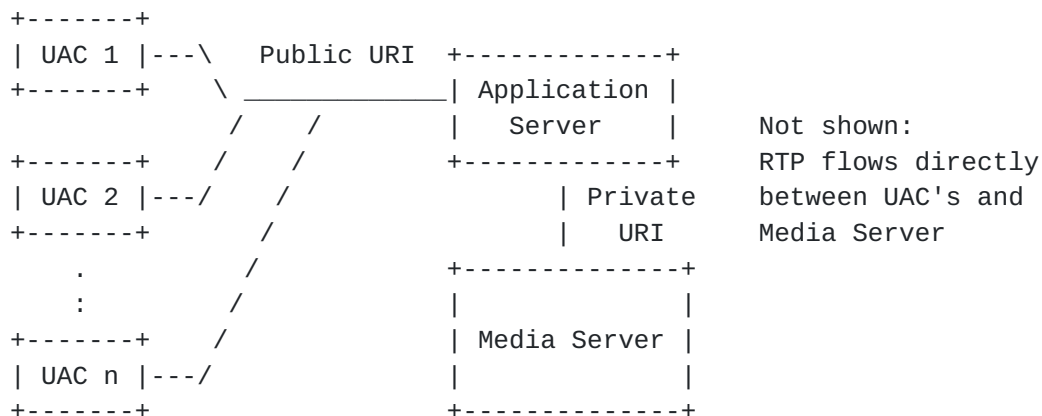 +-------+
| UAC 1 |---\   Public URI  +-------------+
+-------+    \ _____________| Application |
              /    /        |   Server    |     Not shown:
+-------+    /    /         +-------------+     RTP flows directly
| UAC 2 |---/    /                 | Private    between UAC's and
+-------+       /                  |   URI      Media Server
    .          /            +--------------+
    :         /             |              |
+-------+    /              | Media Server |
| UAC n |---/               |              |
+-------+                   +--------------+